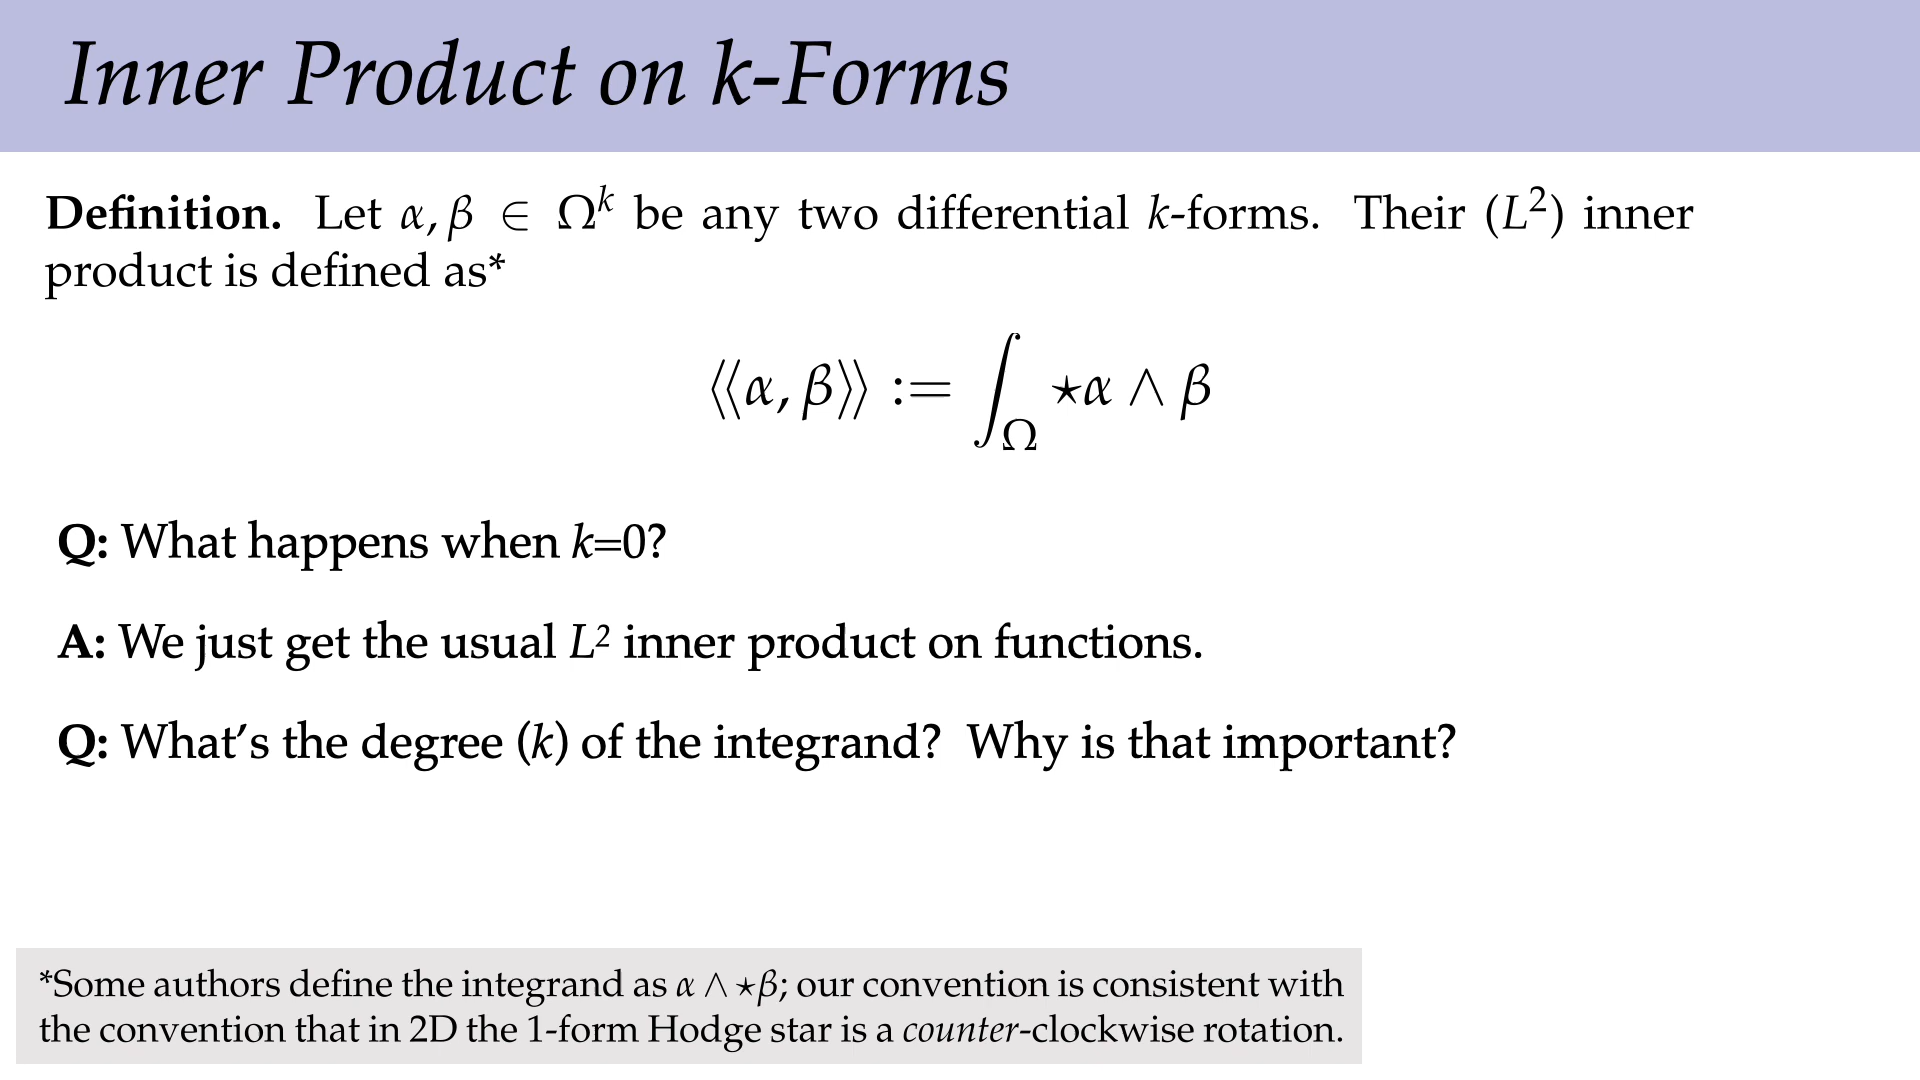 Inner Product on k-Forms
Definition. Let α, β ∈ Ωᵏ be any two differential k-forms. Their (L²) inner
product is defined as*
⟪α, β⟫ := ∫_Ω ⋆α ∧ β
Q: What happens when k=0?
A: We just get the usual L² inner product on functions.
Q: What’s the degree (k) of the integrand? Why is that important?
*Some authors define the integrand as α ∧ ⋆β; our convention is consistent with
the convention that in 2D the 1-form Hodge star is a counter-clockwise rotation.